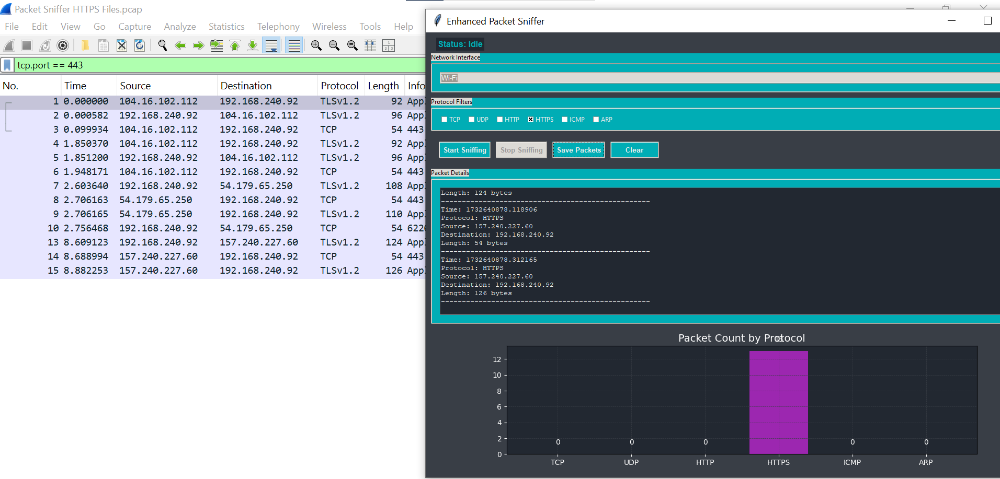 Packet Sniffer HTTPS Files.pcap
File Edit View Go Capture Analyze Statistics Telephony Wireless Tools Help
tcp.port == 443
No. Time Source Destination Protocol Length Info
1 0.000000 104.16.102.112 192.168.240.92 TLSv1.2 92 App
2 0.000582 192.168.240.92 104.16.102.112 TLSv1.2 96 App
3 0.099934 104.16.102.112 192.168.240.92 TCP 54 443
4 1.850370 104.16.102.112 192.168.240.92 TLSv1.2 92 App
5 1.851200 192.168.240.92 104.16.102.112 TLSv1.2 96 App
6 1.948171 104.16.102.112 192.168.240.92 TCP 54 443
7 2.603640 192.168.240.92 54.179.65.250 TLSv1.2 108 App
8 2.706163 54.179.65.250 192.168.240.92 TCP 54 443
9 2.706165 54.179.65.250 192.168.240.92 TLSv1.2 110 App
10 2.756468 192.168.240.92 54.179.65.250 TCP 54 622
13 8.609123 192.168.240.92 157.240.227.60 TLSv1.2 124 App
14 8.688994 157.240.227.60 192.168.240.92 TCP 54 443
15 8.882253 157.240.227.60 192.168.240.92 TLSv1.2 126 App
Enhanced Packet Sniffer
Status: Idle
Network Interface
Wi-Fi
Protocol Filters
TCP UDP HTTP HTTPS ICMP ARP
Start Sniffing Stop Sniffing Save Packets Clear
Packet Details
Length: 124 bytes
--------------------------------------------------
Time: 1732640878.118906
Protocol: HTTPS
Source: 157.240.227.60
Destination: 192.168.240.92
Length: 54 bytes
--------------------------------------------------
Time: 1732640878.312165
Protocol: HTTPS
Source: 157.240.227.60
Destination: 192.168.240.92
Length: 126 bytes
--------------------------------------------------
Packet Count by Protocol
13
12
10
8
6
4
2
0
0 0 0 0 0
TCP UDP HTTP HTTPS ICMP ARP